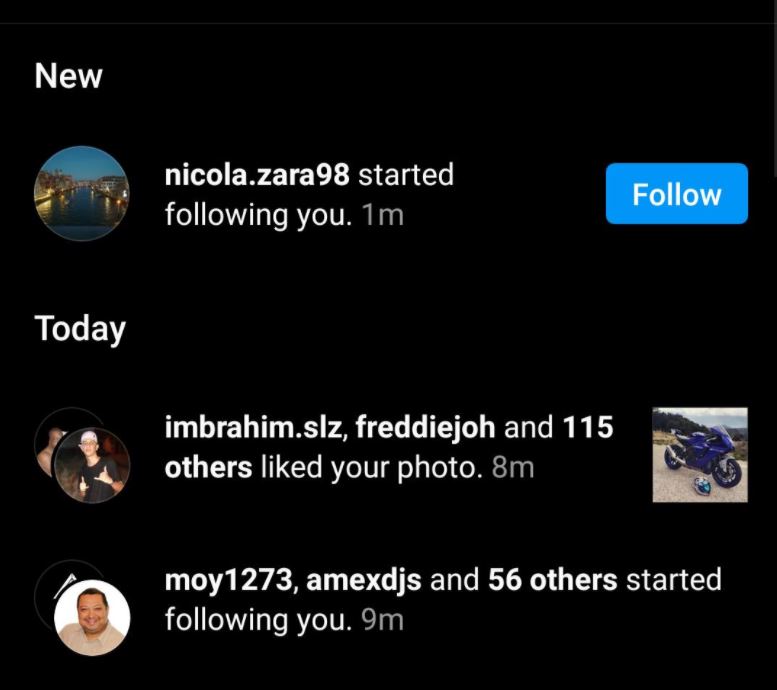 New
nicola.zara98 started
following you. 1m
Follow
Today
imbrahim.slz, freddiejoh and 115
others liked your photo. 8m
moy1273, amexdjs and 56 others started
following you. 9m